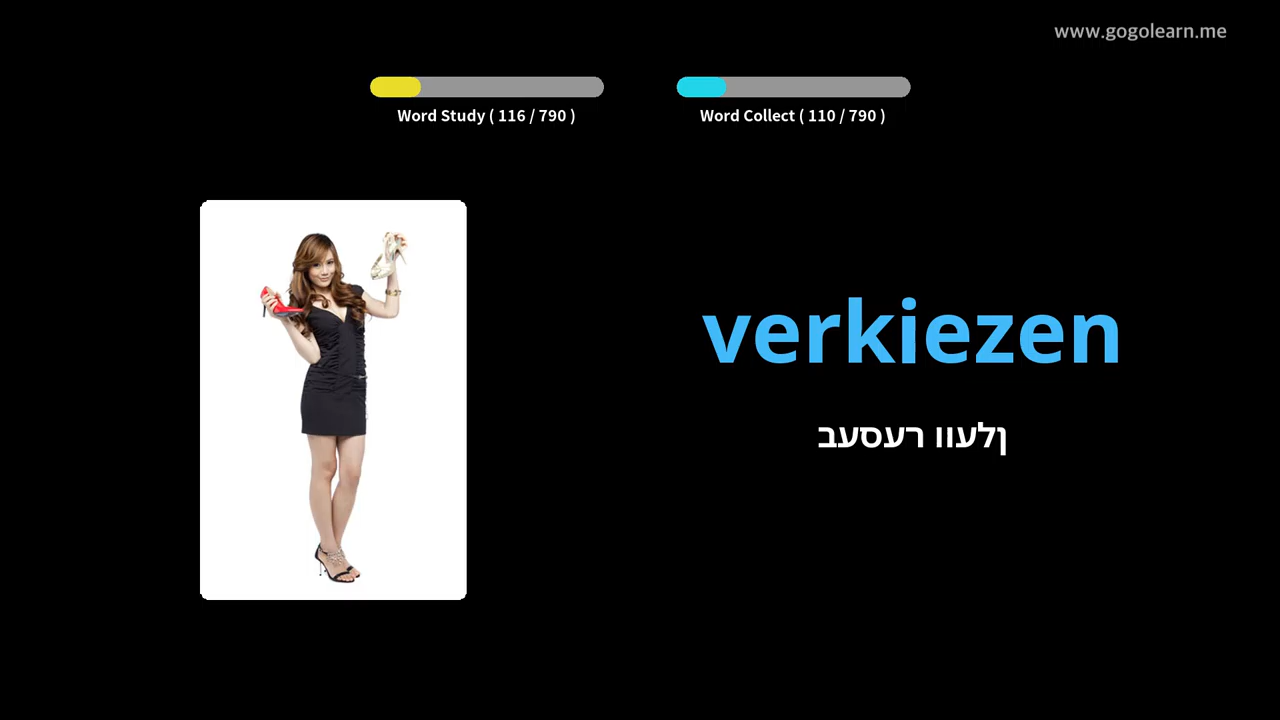 www.gogolearn.me
Word Study ( 116 / 790 )
Word Collect ( 110 / 790 )
verkiezen
בעסער וועלן